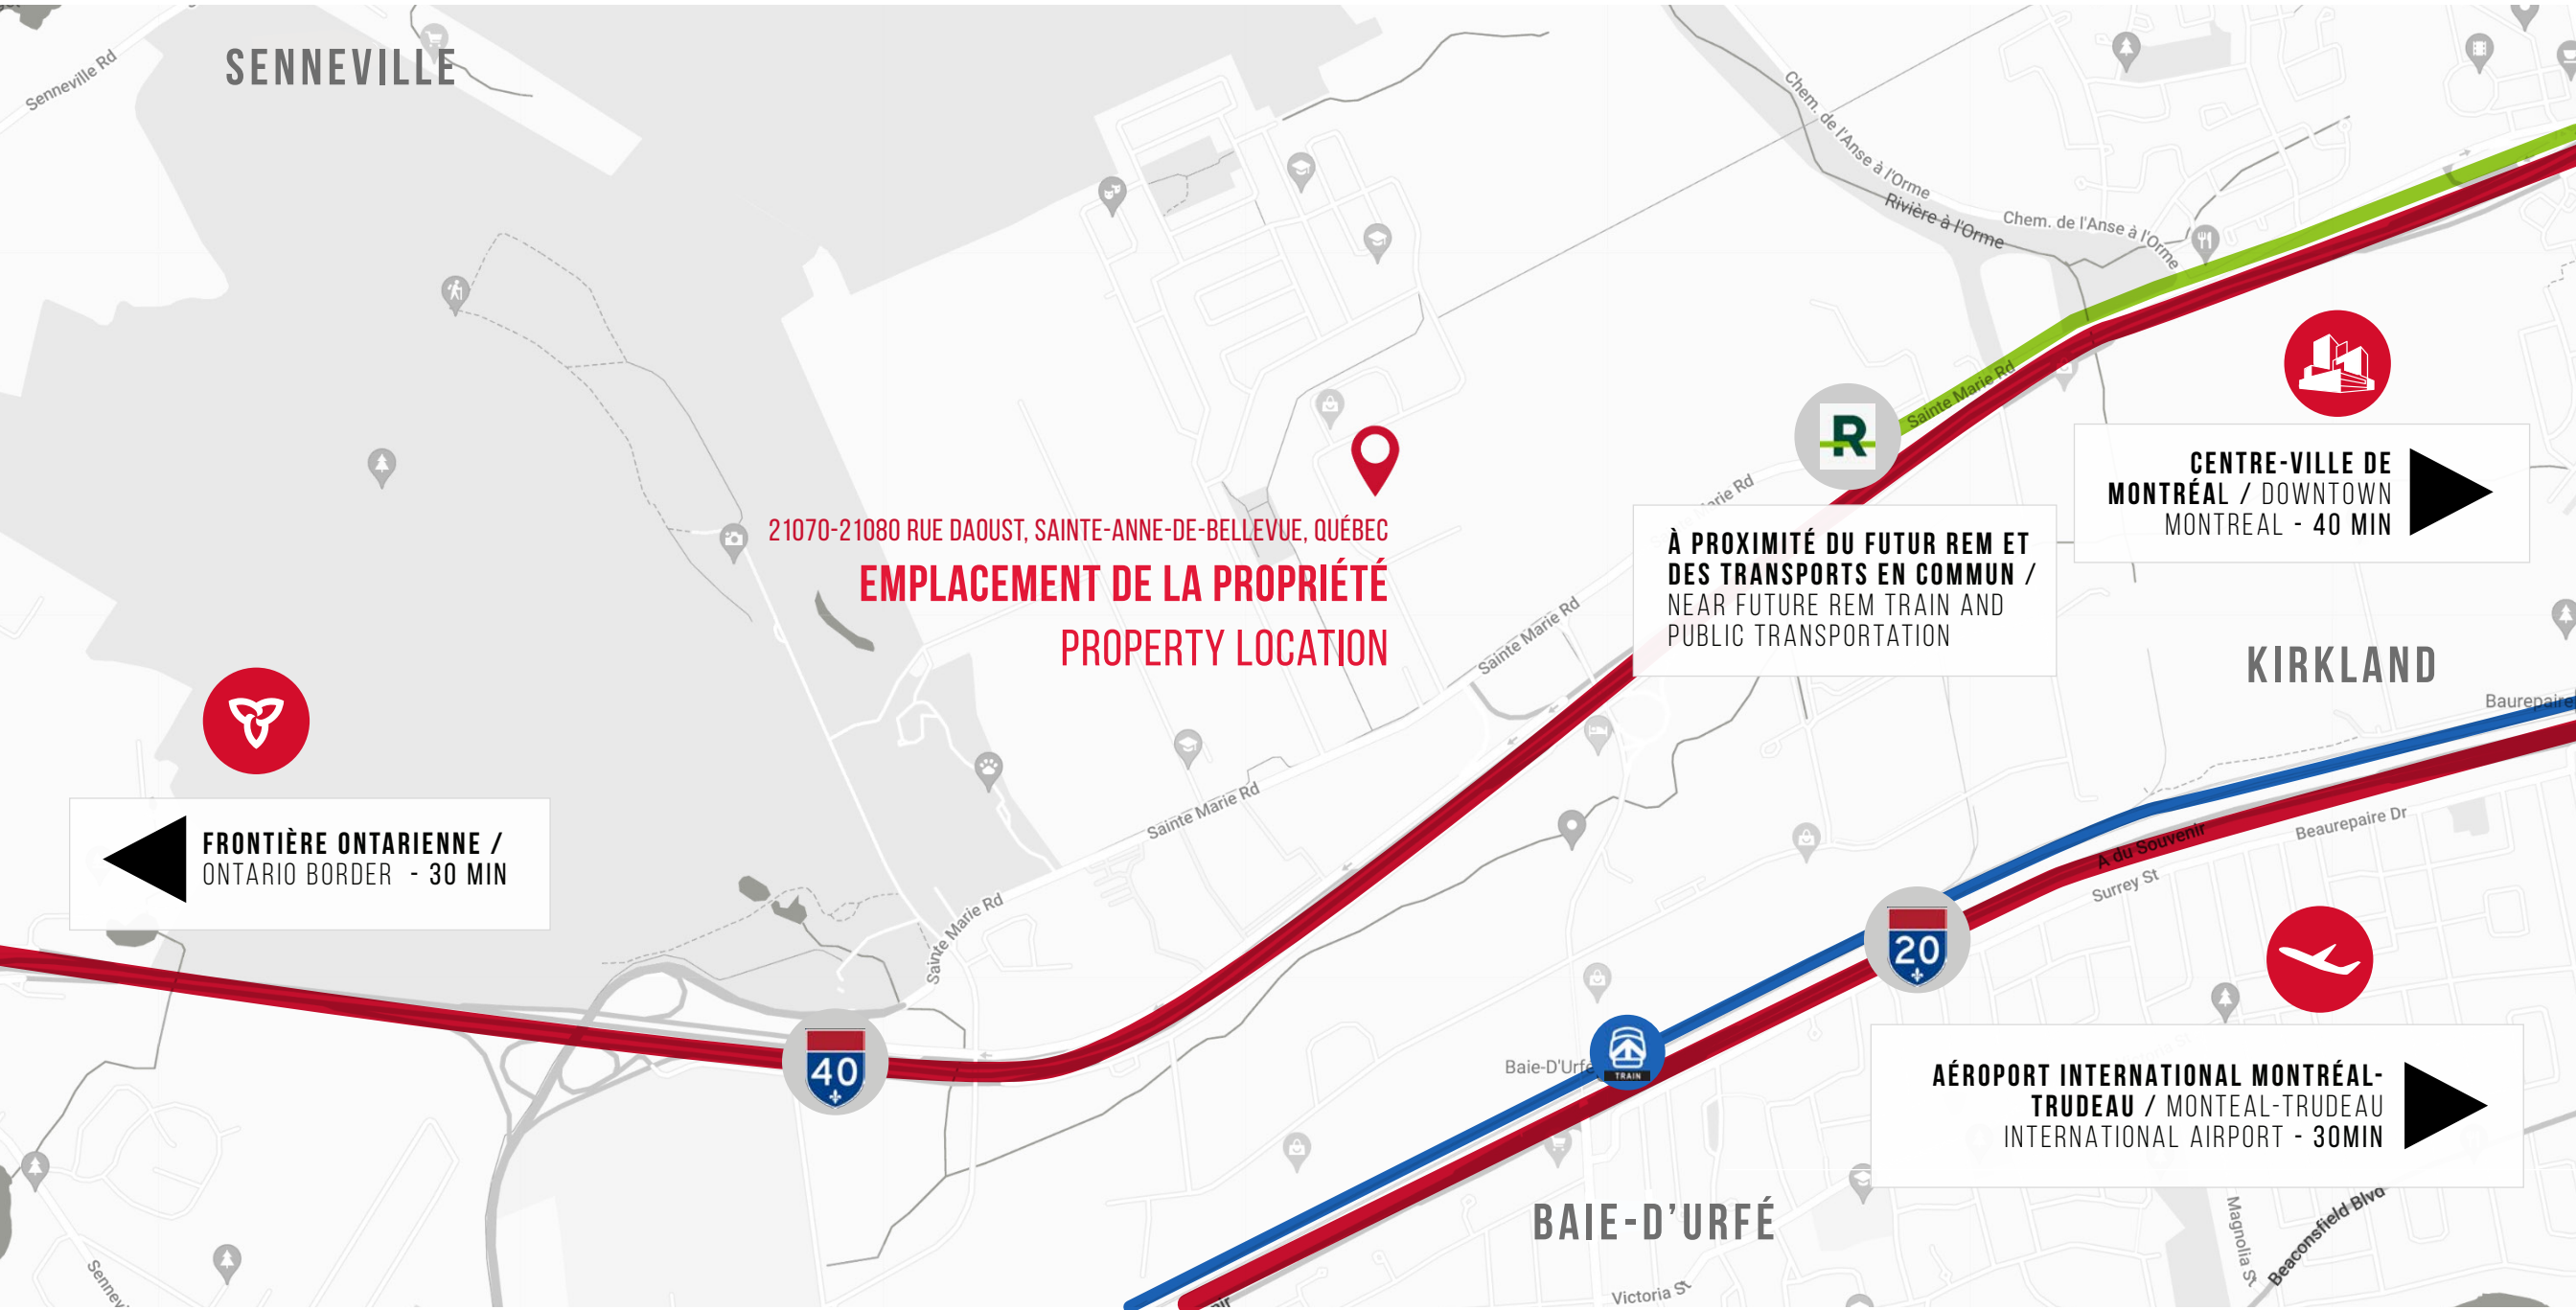 SENNEVILLE
Senneville Rd
Chem. de l'Anse à l'Orme
Rivière à l'Orme
Chem. de l'Anse à l'Orme
Sainte Marie Rd
R
CENTRE-VILLE DE
MONTRÉAL / DOWNTOWN
MONTREAL - 40 MIN
21070-21080 RUE DAOUST, SAINTE-ANNE-DE-BELLEVUE, QUÉBEC
EMPLACEMENT DE LA PROPRIÉTÉ
PROPERTY LOCATION
arie Rd
À PROXIMITÉ DU FUTUR REM ET
DES TRANSPORTS EN COMMUN /
NEAR FUTURE REM TRAIN AND
PUBLIC TRANSPORTATION
Sainte Marie Rd
KIRKLAND
Baurepaire
Sainte Marie Rd
FRONTIÈRE ONTARIENNE /
ONTARIO BORDER - 30 MIN
A du Souvenir
Beaurepaire Dr
Surrey St
Sainte Marie Rd
20
40
Baie-D'Urfé
TRAIN
AÉROPORT INTERNATIONAL MONTRÉAL-
TRUDEAU / MONTEAL-TRUDEAU
INTERNATIONAL AIRPORT - 30MIN
BAIE-D'URFÉ
Magnolia St
Beaconsfield Blvd
Sennev
Victoria St